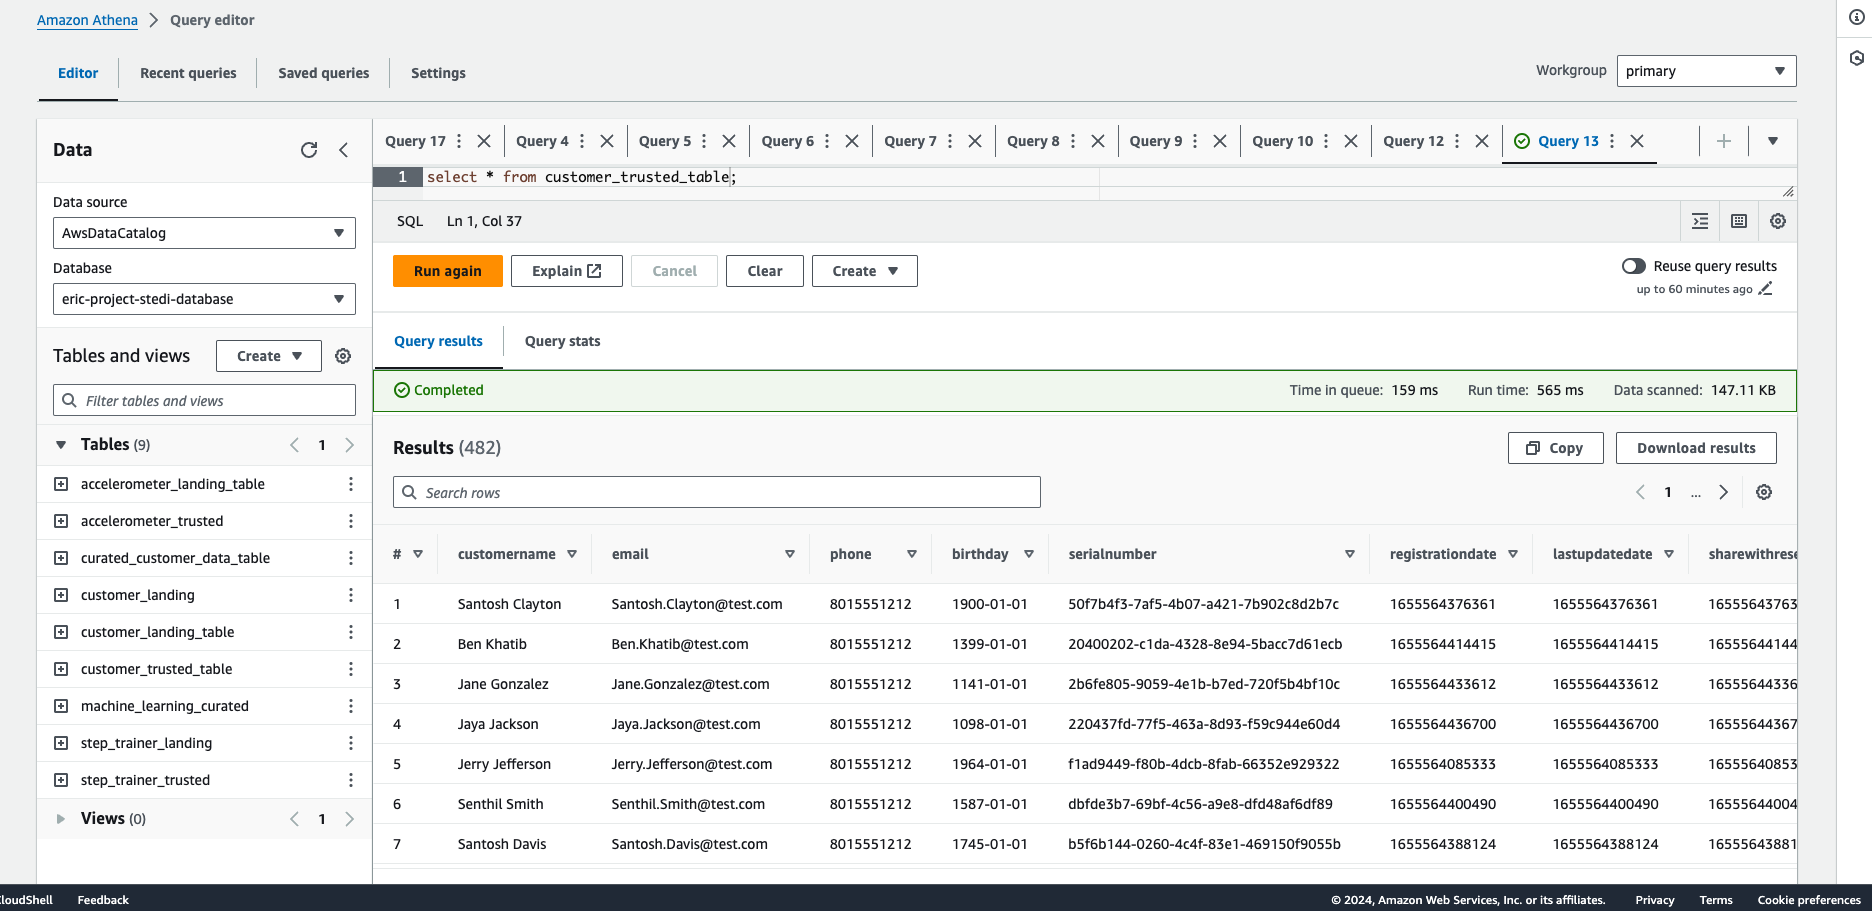 Amazon Athena > Query editor
Editor Recent queries Saved queries Settings
Workgroup primary
Data
Data source
AwsDataCatalog
Database
eric-project-stedi-database
Tables and views Create
Filter tables and views
Tables (9) 1
accelerometer_landing_table
accelerometer_trusted
curated_customer_data_table
customer_landing
customer_landing_table
customer_trusted_table
machine_learning_curated
step_trainer_landing
step_trainer_trusted
Views (0) 1
Query 17 Query 4 Query 5 Query 6 Query 7 Query 8 Query 9 Query 10 Query 12 Query 13
1 select * from customer_trusted_table;
SQL Ln 1, Col 37
Run again Explain Cancel Clear Create
Reuse query results
up to 60 minutes ago
Query results Query stats
Completed Time in queue: 159 ms Run time: 565 ms Data scanned: 147.11 KB
Results (482) Copy Download results
Search rows 1 ...
# customername email phone birthday serialnumber registrationdate lastupdatedate sharewithrese
1 Santosh Clayton Santosh.Clayton@test.com 8015551212 1900-01-01 50f7b4f3-7af5-4b07-a421-7b902c8d2b7c 1655564376361 1655564376361 16555643763
2 Ben Khatib Ben.Khatib@test.com 8015551212 1399-01-01 20400202-c1da-4328-8e94-5bacc7d61ecb 1655564414415 1655564414415 16555644144
3 Jane Gonzalez Jane.Gonzalez@test.com 8015551212 1141-01-01 2b6fe805-9059-4e1b-b7ed-720f5b4bf10c 1655564433612 1655564433612 16555644336
4 Jaya Jackson Jaya.Jackson@test.com 8015551212 1098-01-01 220437fd-77f5-463a-8d93-f59c944e60d4 1655564436700 1655564436700 16555644367
5 Jerry Jefferson Jerry.Jefferson@test.com 8015551212 1964-01-01 f1ad9449-f80b-4dcb-8fab-66352e929322 1655564085333 1655564085333 16555640853
6 Senthil Smith Senthil.Smith@test.com 8015551212 1587-01-01 dbfde3b7-69bf-4c56-a9e8-dfd48af6df89 1655564400490 1655564400490 16555644004
7 Santosh Davis Santosh.Davis@test.com 8015551212 1745-01-01 b5f6b144-0260-4c4f-83e1-469150f9055b 1655564388124 1655564388124 16555643881
CloudShell Feedback © 2024, Amazon Web Services, Inc. or its affiliates. Privacy Terms Cookie preferences